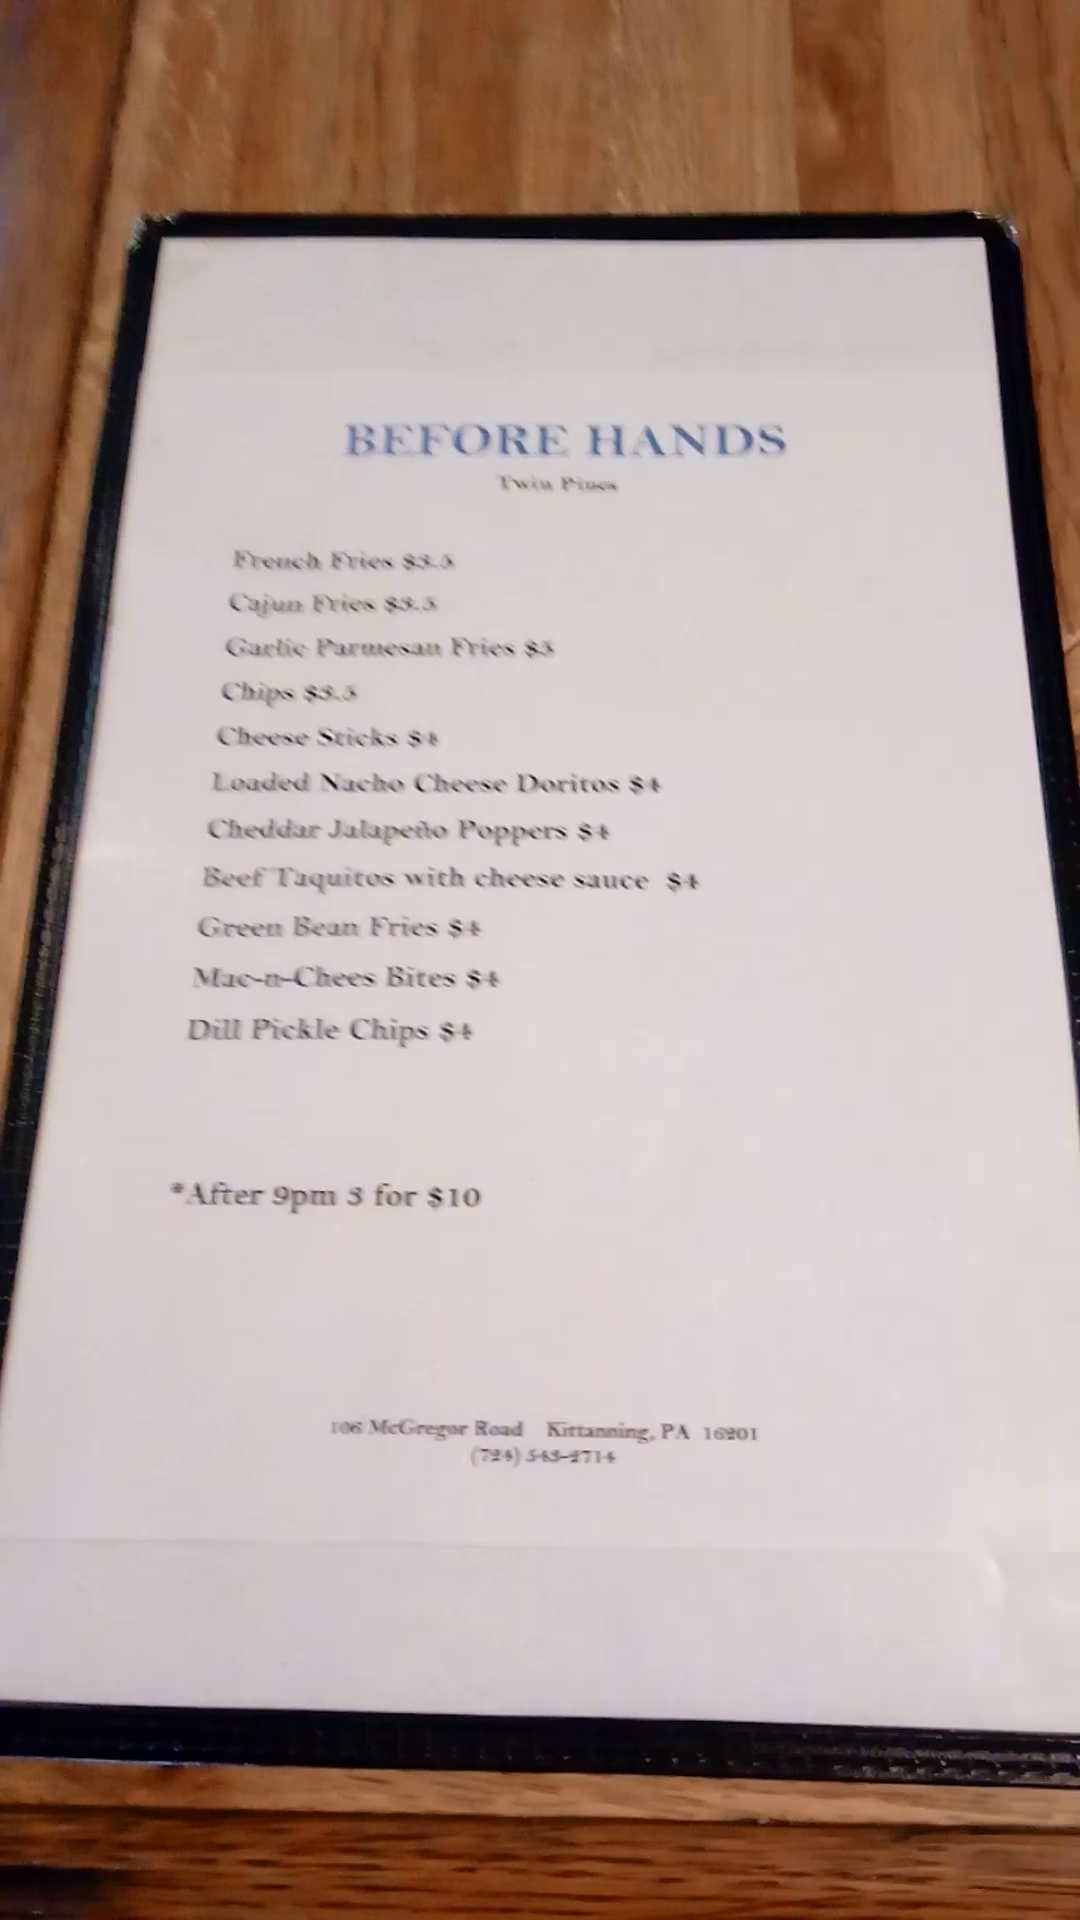 BEFORE HANDS
Twin Pines
French Fries $3.5
Cajun Fries $3.5
Garlic Parmesan Fries $5
Chips $3.5
Cheese Sticks $4
Loaded Nacho Cheese Doritos $4
Cheddar Jalapeño Poppers $4
Beef Taquitos with cheese sauce $4
Green Bean Fries $4
Mac-n-Chees Bites $4
Dill Pickle Chips $4
*After 9pm 3 for $10
106 McGregor Road Kittanning, PA 16201
(724) 543-2714